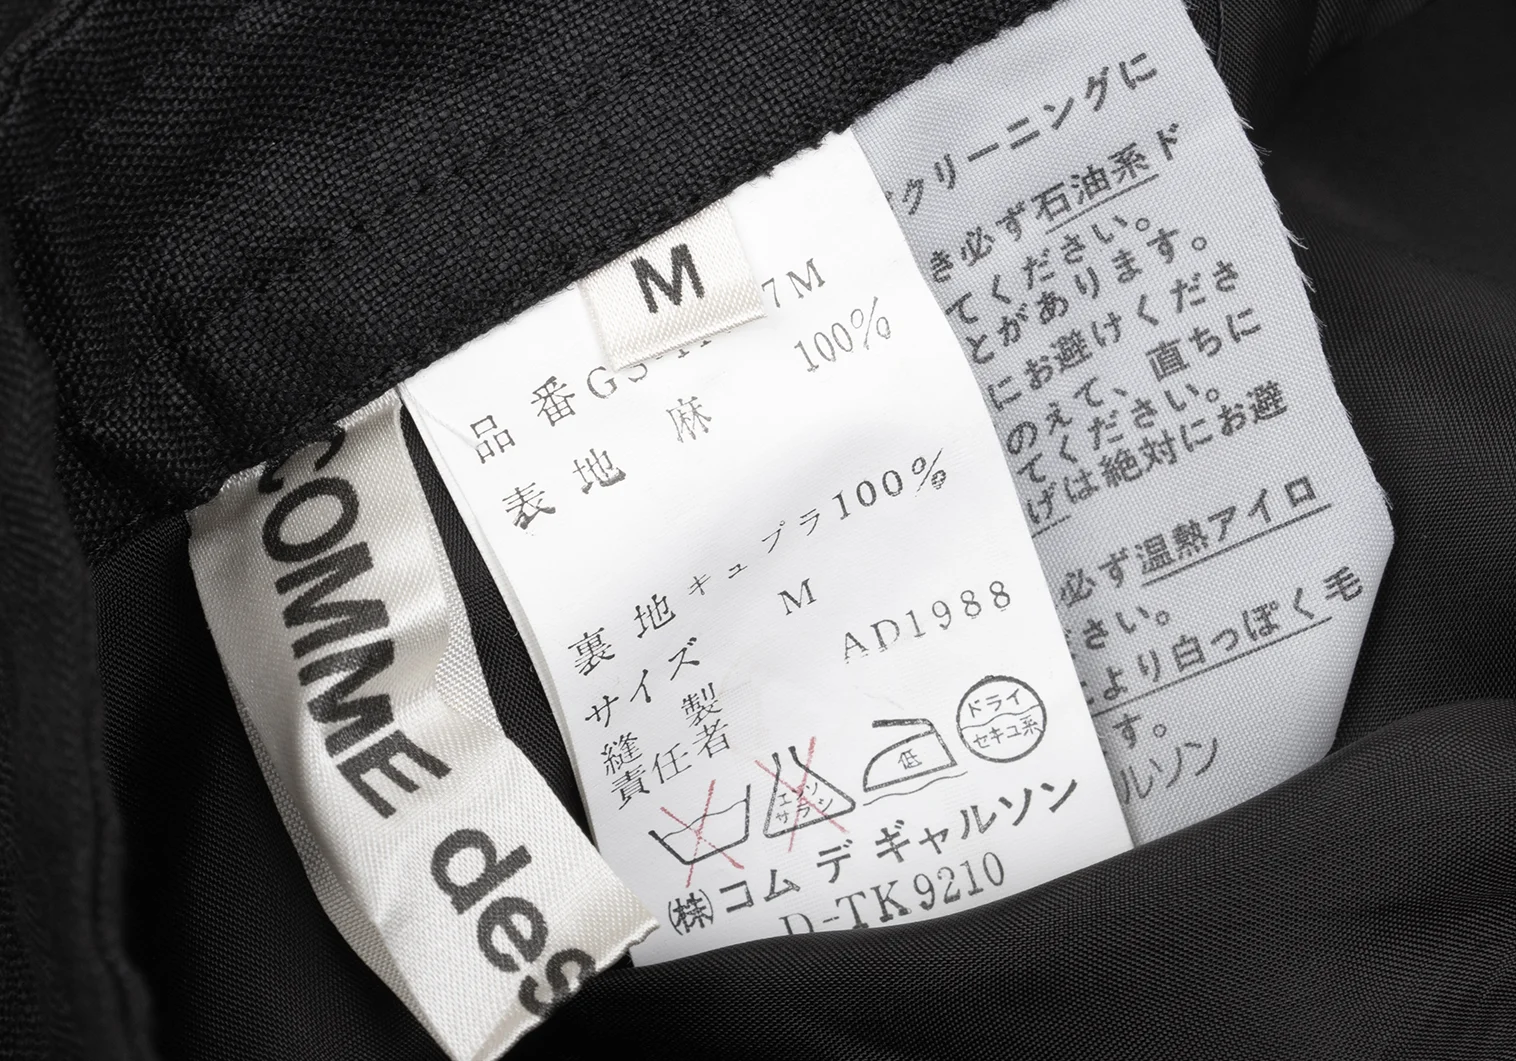 COMME des
M
品番GS 7M
表地 麻 100%
裏地キュプラ100%
サイズ M
縫製
責任者 AD1988
エンソ
サラシ
低
ドライ
セキユ系
(株)コム デ ギャルソン
D-TK9210
クリーニングに
き必ず石油系ド
てください。
とがあります。
にお避けくださ
のえて、直ちに
てください。
げは絶対にお避
必ず温熱アイロ
さい。
より白っぽく毛
す。
ルソン